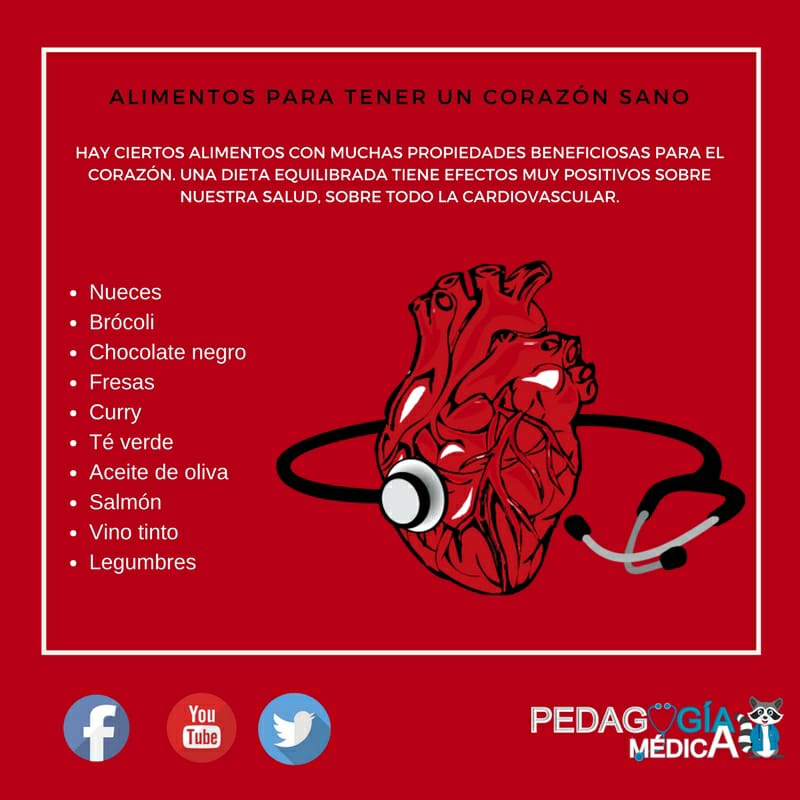 ALIMENTOS PARA TENER UN CORAZÓN SANO
HAY CIERTOS ALIMENTOS CON MUCHAS PROPIEDADES BENEFICIOSAS PARA EL
CORAZÓN. UNA DIETA EQUILIBRADA TIENE EFECTOS MUY POSITIVOS SOBRE
NUESTRA SALUD, SOBRE TODO LA CARDIOVASCULAR.
• Nueces
• Brócoli
• Chocolate negro
• Fresas
• Curry
• Té verde
• Aceite de oliva
• Salmón
• Vino tinto
• Legumbres
f
You
Tube
PEDAGOGÍA
MÉDICA